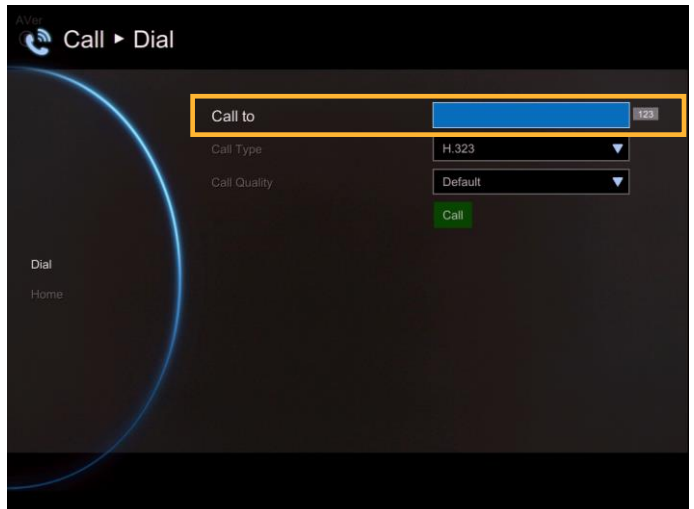 AVer
Call ► Dial
Call to 123
Call Type H.323 ▼
Call Quality Default ▼
Call
Dial
Home